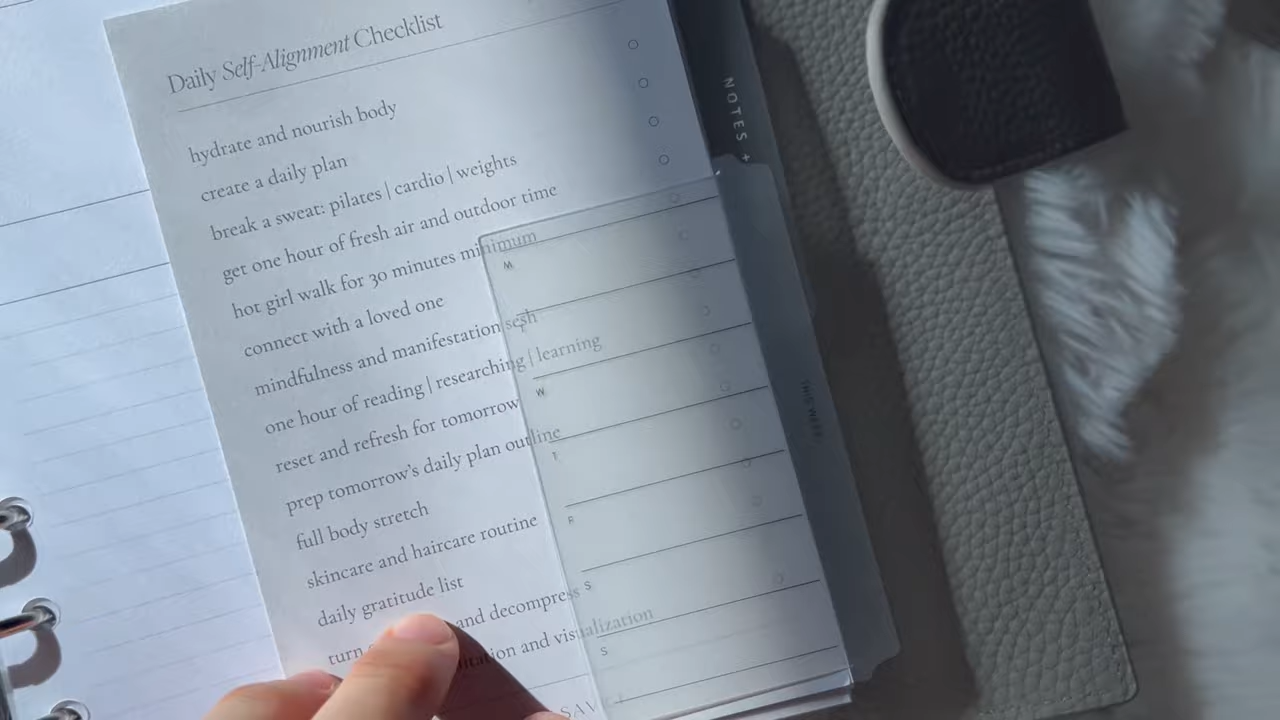 Daily Self-Alignment Checklist
hydrate and nourish body
create a daily plan
break a sweat: pilates | cardio | weights
get one hour of fresh air and outdoor time
hot girl walk for 30 minutes minimum
connect with a loved one
mindfulness and manifestation sesh
one hour of reading | researching | learning
reset and refresh for tomorrow
prep tomorrow's daily plan outline
full body stretch
skincare and haircare routine
daily gratitude list
turn and decompress
and visualization
M
T
W
T
F
S
S
NOTES +
THIS WEEK